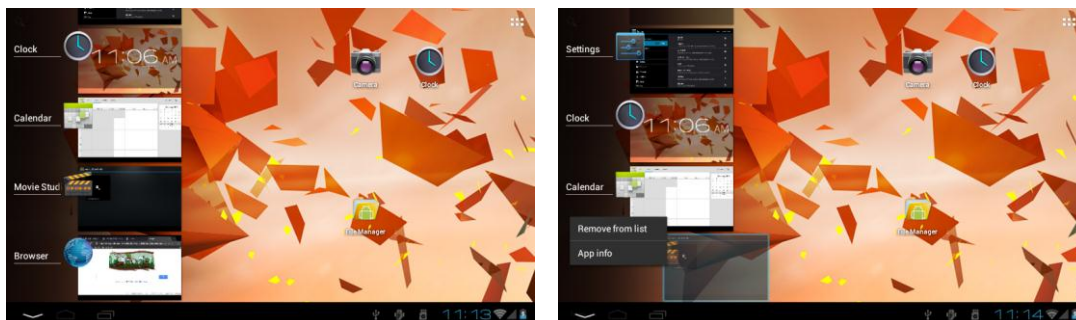 Clock
11:06 AM
Calendar
Movie Stud
Browser
Camera
Clock
File Manager
11:13
Settings
Clock
11:06 AM
Calendar
Remove from list
App info
Camera
Clock
File Manager
11:14